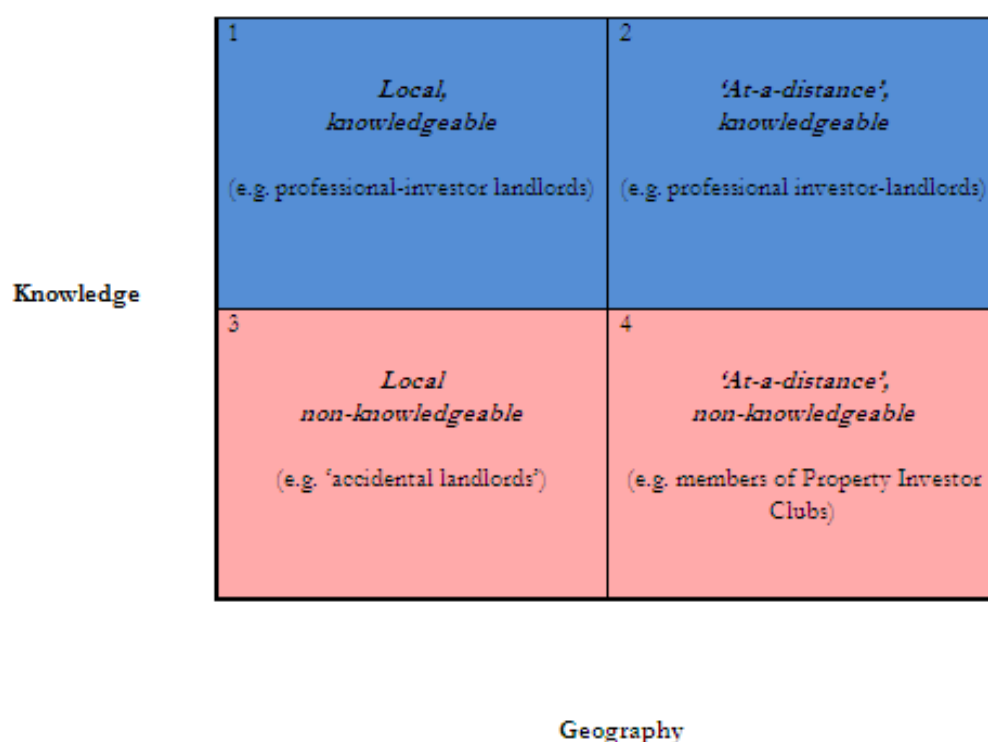 1
Local,
knowledgeable
(e.g. professional-investor landlords)
2
‘At-a-distance’,
knowledgeable
(e.g. professional investor-landlords)
Knowledge
3
Local
non-knowledgeable
(e.g. ‘accidental landlords’)
4
‘At-a-distance’,
non-knowledgeable
(e.g. members of Property Investor
Clubs)
Geography